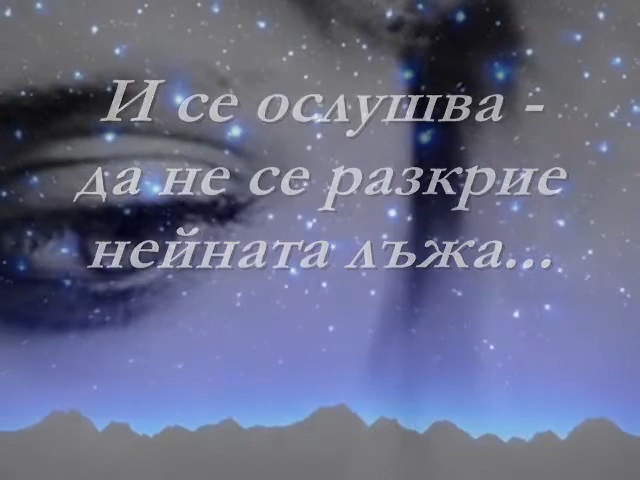 И се ослушва -
да не се разкрие
нейната лъжа...